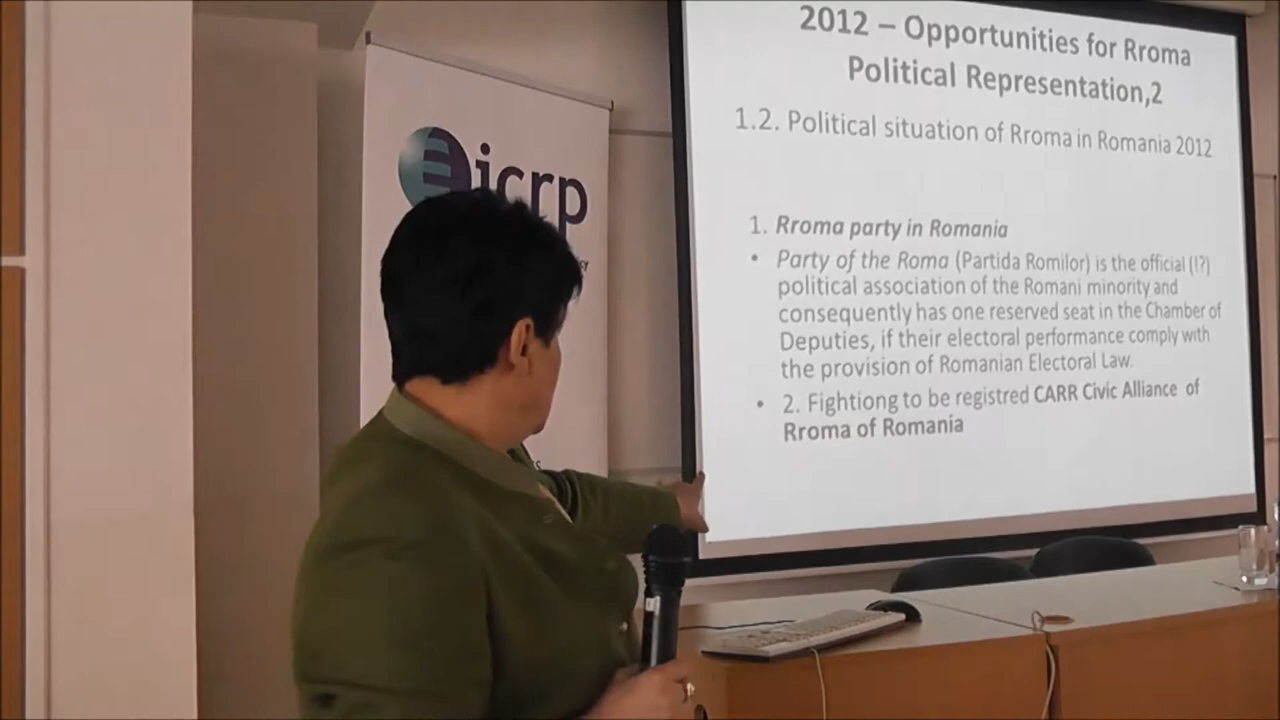 icrp
2012 – Opportunities for Rroma
Political Representation,2
1.2. Political situation of Rroma in Romania 2012
1. Rroma party in Romania
• Party of the Roma (Partida Romilor) is the official (!?)
political association of the Romani minority and
consequently has one reserved seat in the Chamber of
Deputies, if their electoral performance comply with
the provision of Romanian Electoral Law.
• 2. Fightiong to be registred CARR Civic Alliance of
Rroma of Romania